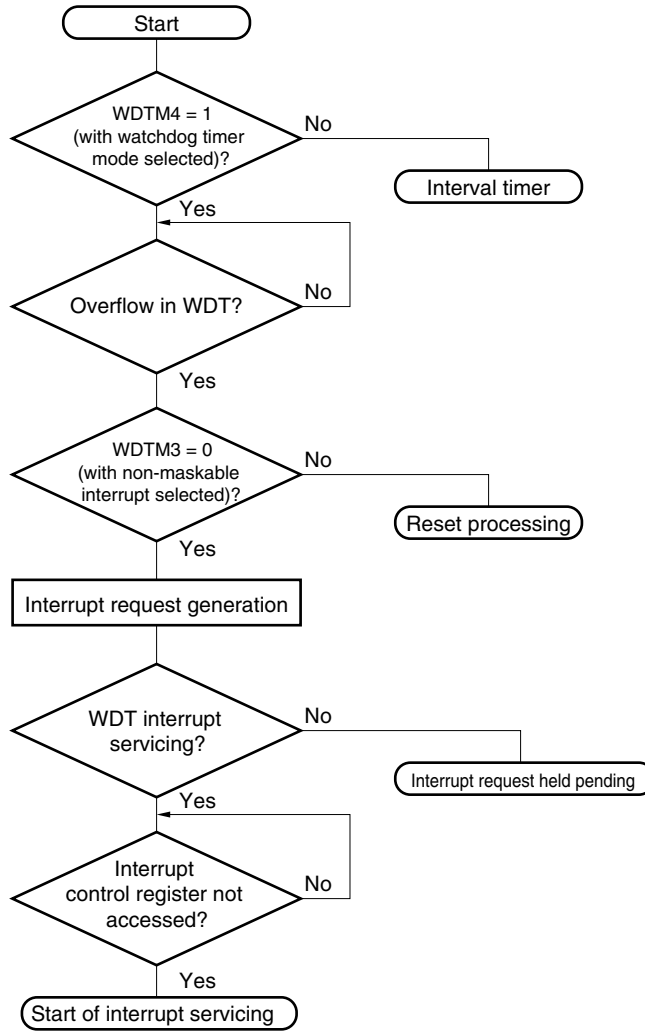 Start
WDTM4 = 1
(with watchdog timer
mode selected)?
No
Interval timer
Yes
Overflow in WDT?
No
Yes
WDTM3 = 0
(with non-maskable
interrupt selected)?
No
Reset processing
Yes
Interrupt request generation
WDT interrupt
servicing?
No
Interrupt request held pending
Yes
Interrupt
control register not
accessed?
No
Yes
Start of interrupt servicing